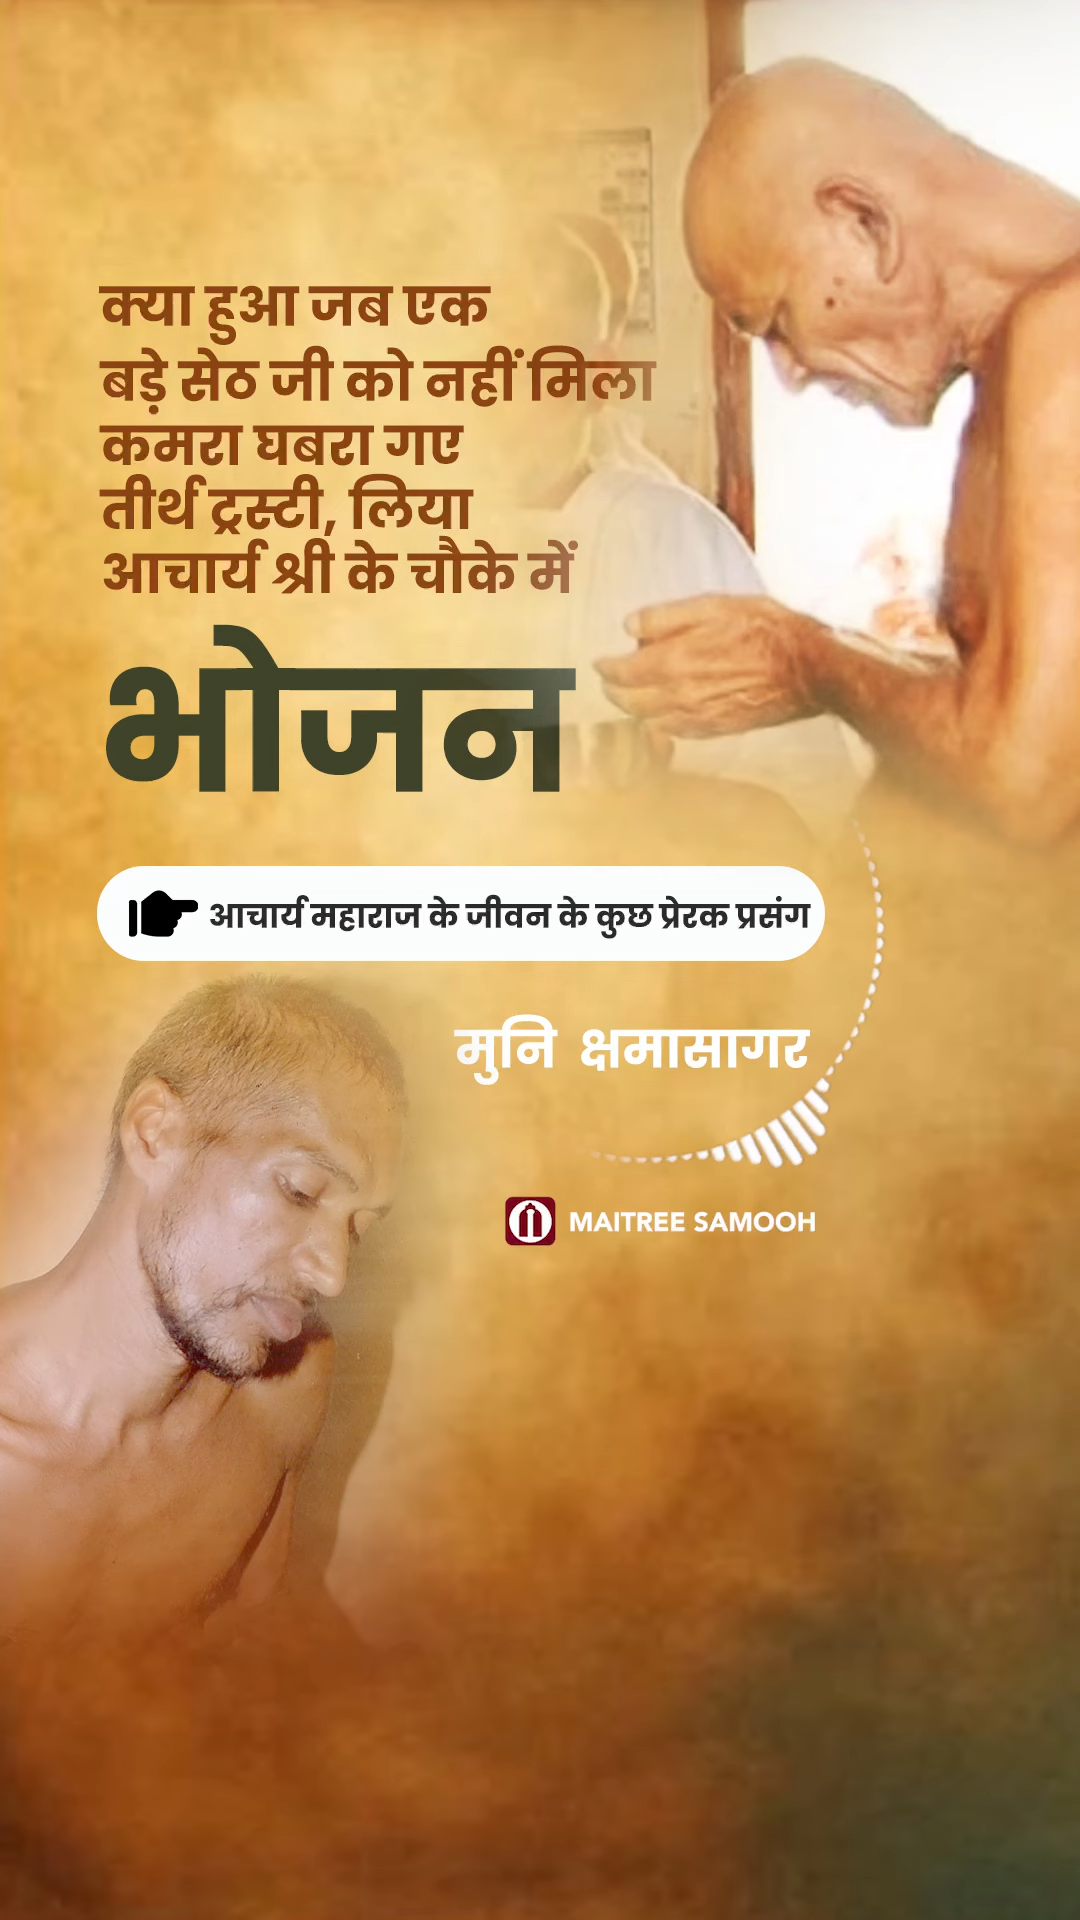 क्या हुआ जब एक
बड़े सेठ जी को नहीं मिला
कमरा घबरा गए
तीर्थ ट्रस्टी, लिया
आचार्य श्री के चौके में
भोजन
आचार्य महाराज के जीवन के कुछ प्रेरक प्रसंग
मुनि क्षमासागर
MAITREE SAMOOH